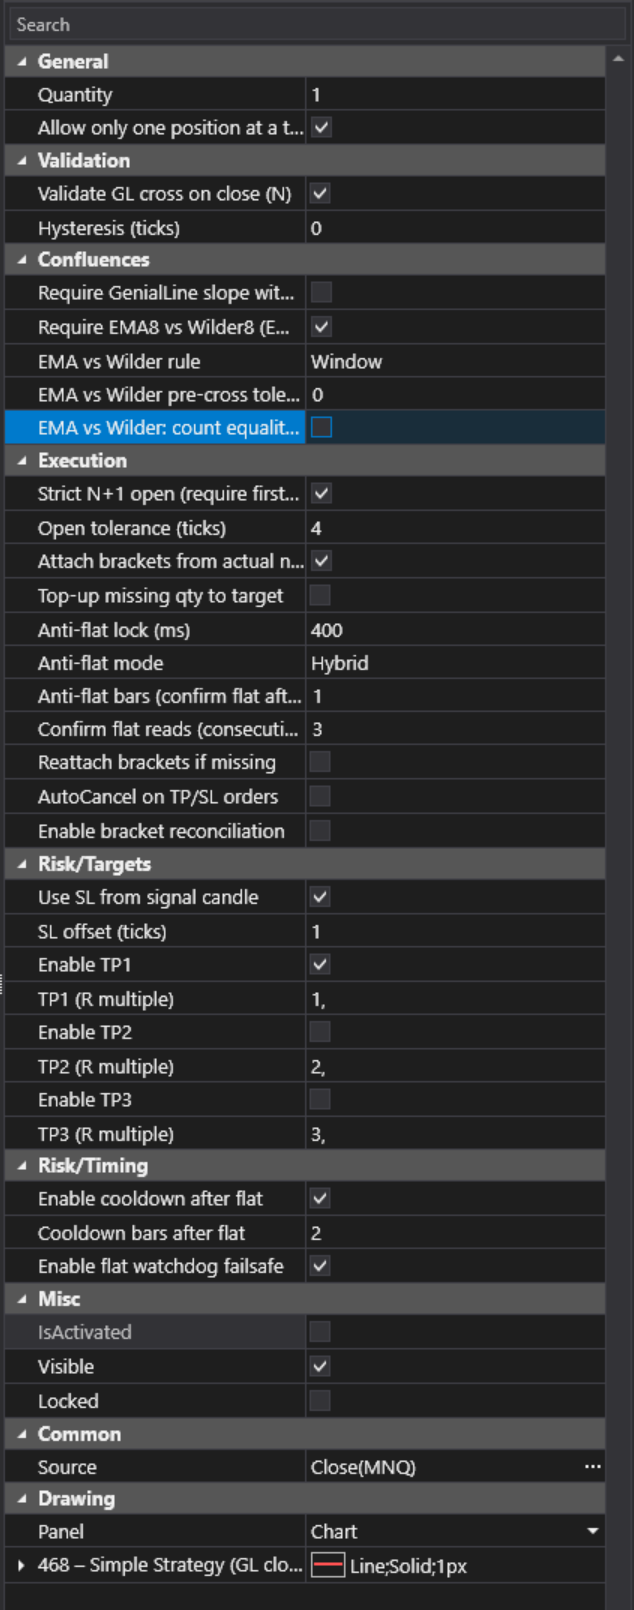 Search
General
Quantity 1
Allow only one position at a t...
Validation
Validate GL cross on close (N)
Hysteresis (ticks) 0
Confluences
Require GenialLine slope wit...
Require EMA8 vs Wilder8 (E...
EMA vs Wilder rule Window
EMA vs Wilder pre-cross tole... 0
EMA vs Wilder: count equalit...
Execution
Strict N+1 open (require first...
Open tolerance (ticks) 4
Attach brackets from actual n...
Top-up missing qty to target
Anti-flat lock (ms) 400
Anti-flat mode Hybrid
Anti-flat bars (confirm flat aft... 1
Confirm flat reads (consecuti... 3
Reattach brackets if missing
AutoCancel on TP/SL orders
Enable bracket reconciliation
Risk/Targets
Use SL from signal candle
SL offset (ticks) 1
Enable TP1
TP1 (R multiple) 1,
Enable TP2
TP2 (R multiple) 2,
Enable TP3
TP3 (R multiple) 3,
Risk/Timing
Enable cooldown after flat
Cooldown bars after flat 2
Enable flat watchdog failsafe
Misc
IsActivated
Visible
Locked
Common
Source Close(MNQ) ...
Drawing
Panel Chart
468 – Simple Strategy (GL clo... Line;Solid;1px